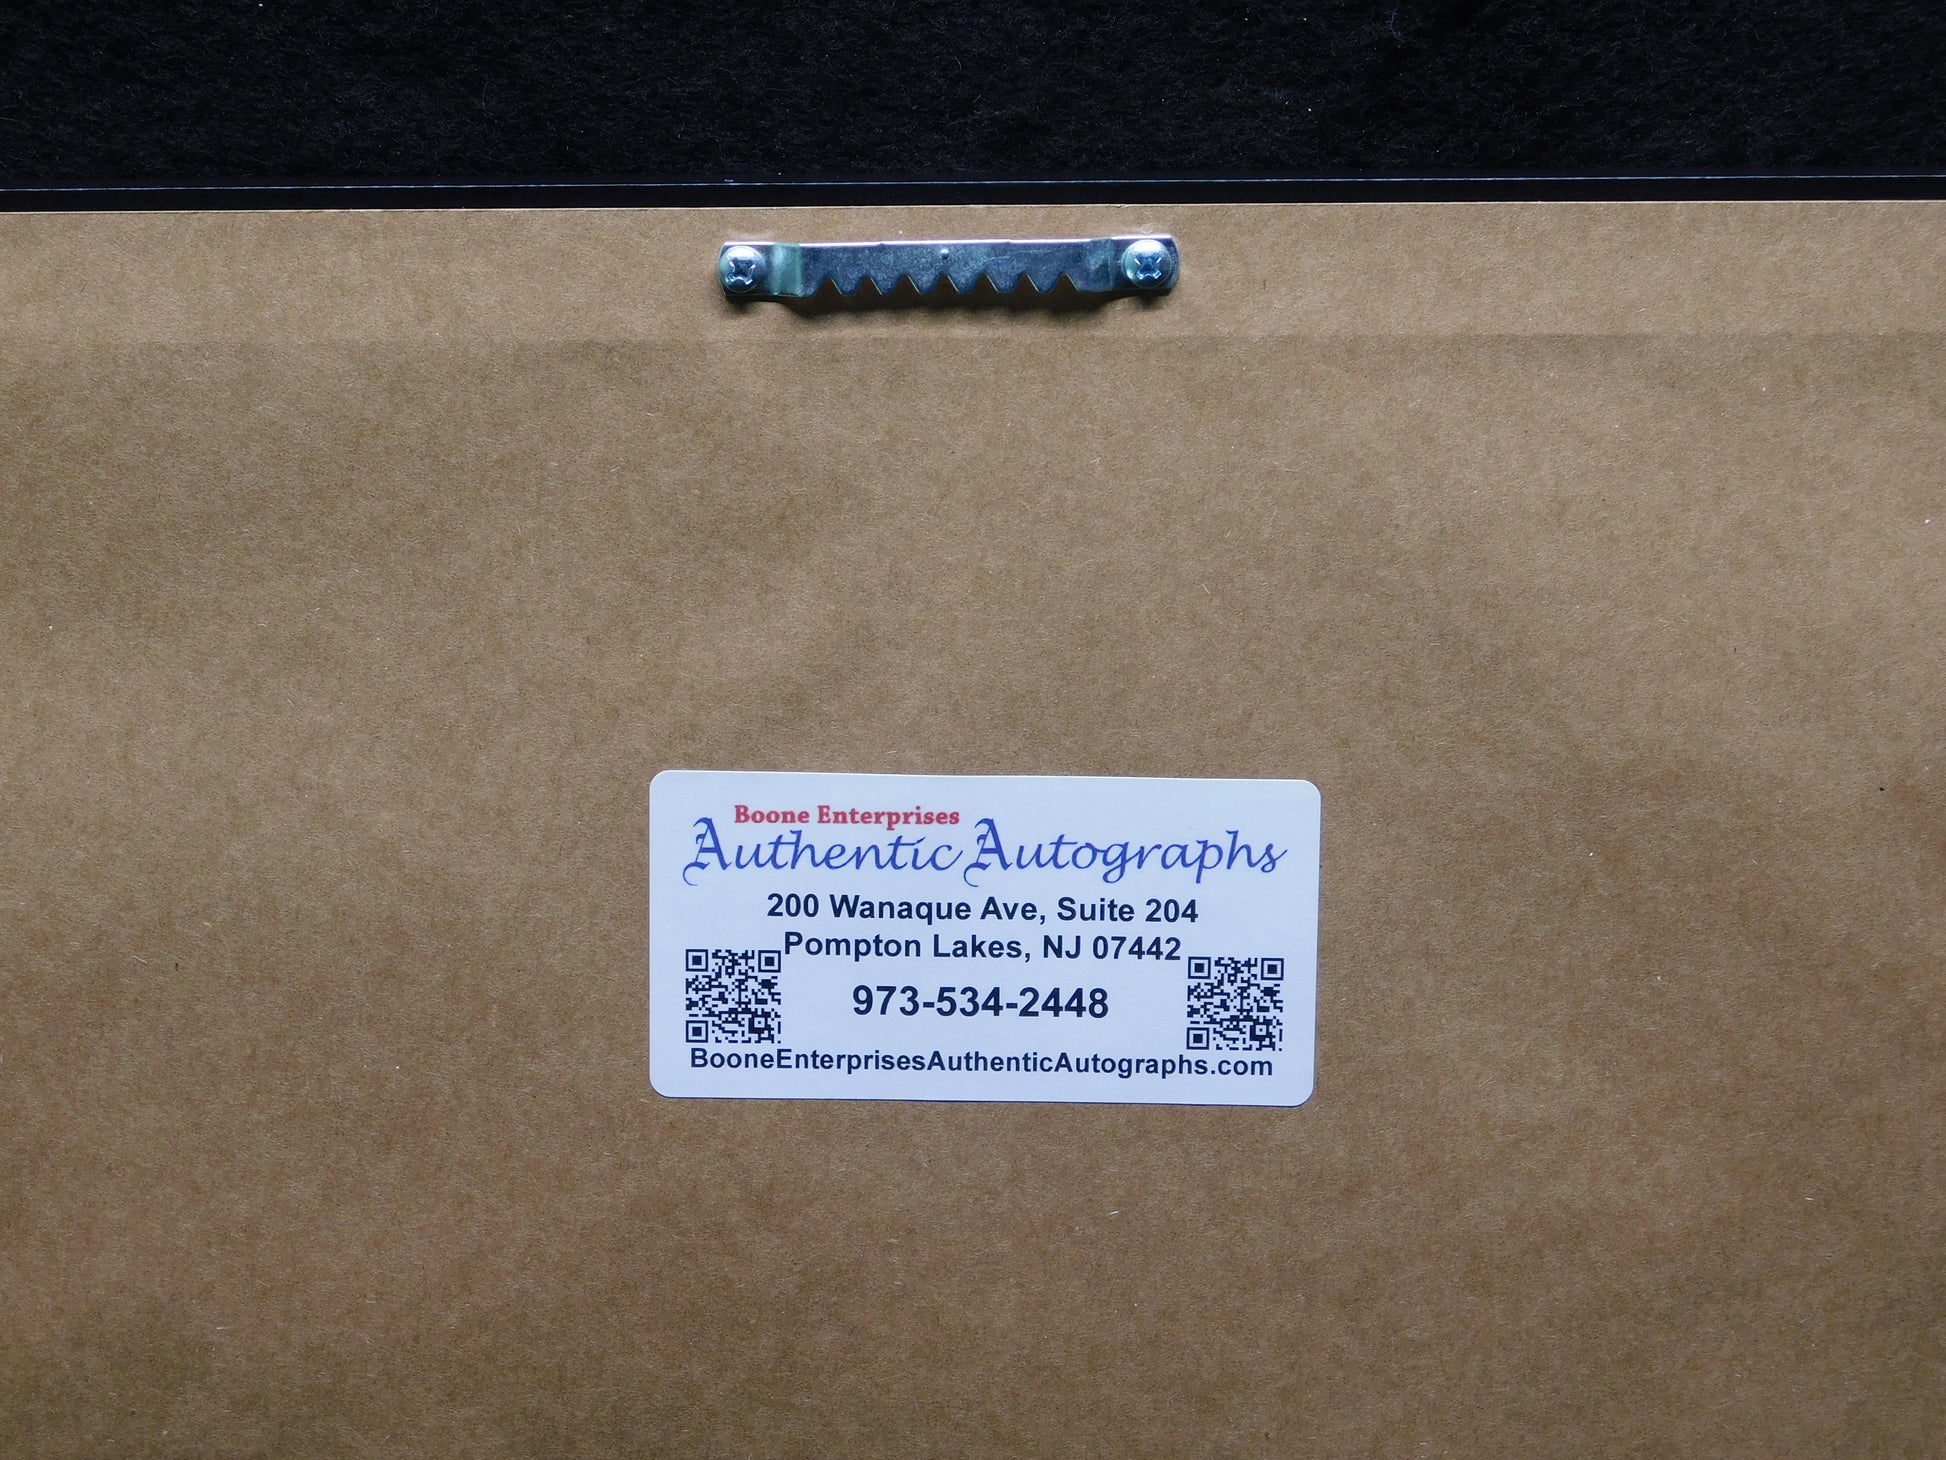 Boone Enterprises
Authentic Autographs
200 Wanaque Ave, Suite 204
Pompton Lakes, NJ 07442
973-534-2448
BooneEnterprisesAuthenticAutographs.com